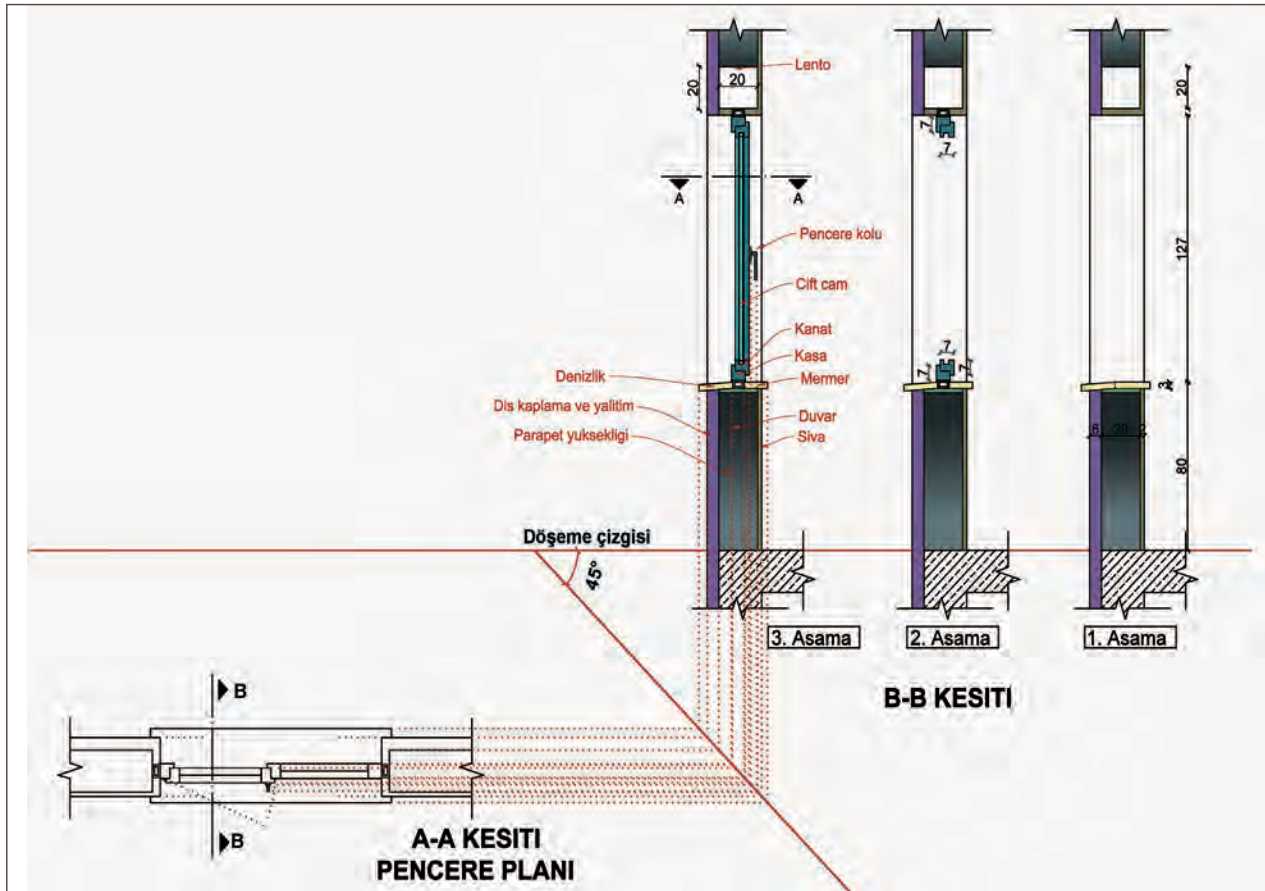 Lento
20
20
20
A
A
7
7
Pencere kolu
127
Cift cam
Kanat
7
Kasa
7
7
Denizlik
Mermer
3
Dis kaplama ve yalitim
Duvar
Parapet yuksekligi
Siva
6
20
2
80
Döşeme çizgisi
45°
3. Asama
2. Asama
1. Asama
B-B KESITI
B
B
A-A KESITI
PENCERE PLANI